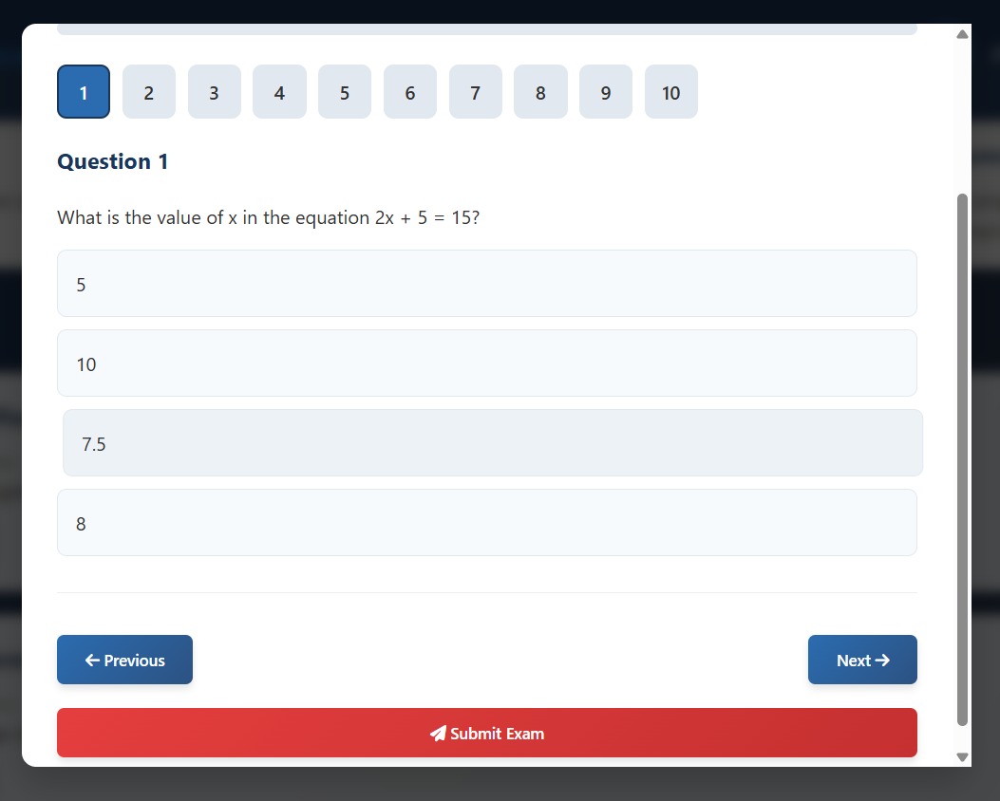 1 2 3 4 5 6 7 8 9 10
Question 1
What is the value of x in the equation 2x + 5 = 15?
5
10
7.5
8
Previous Next
Submit Exam